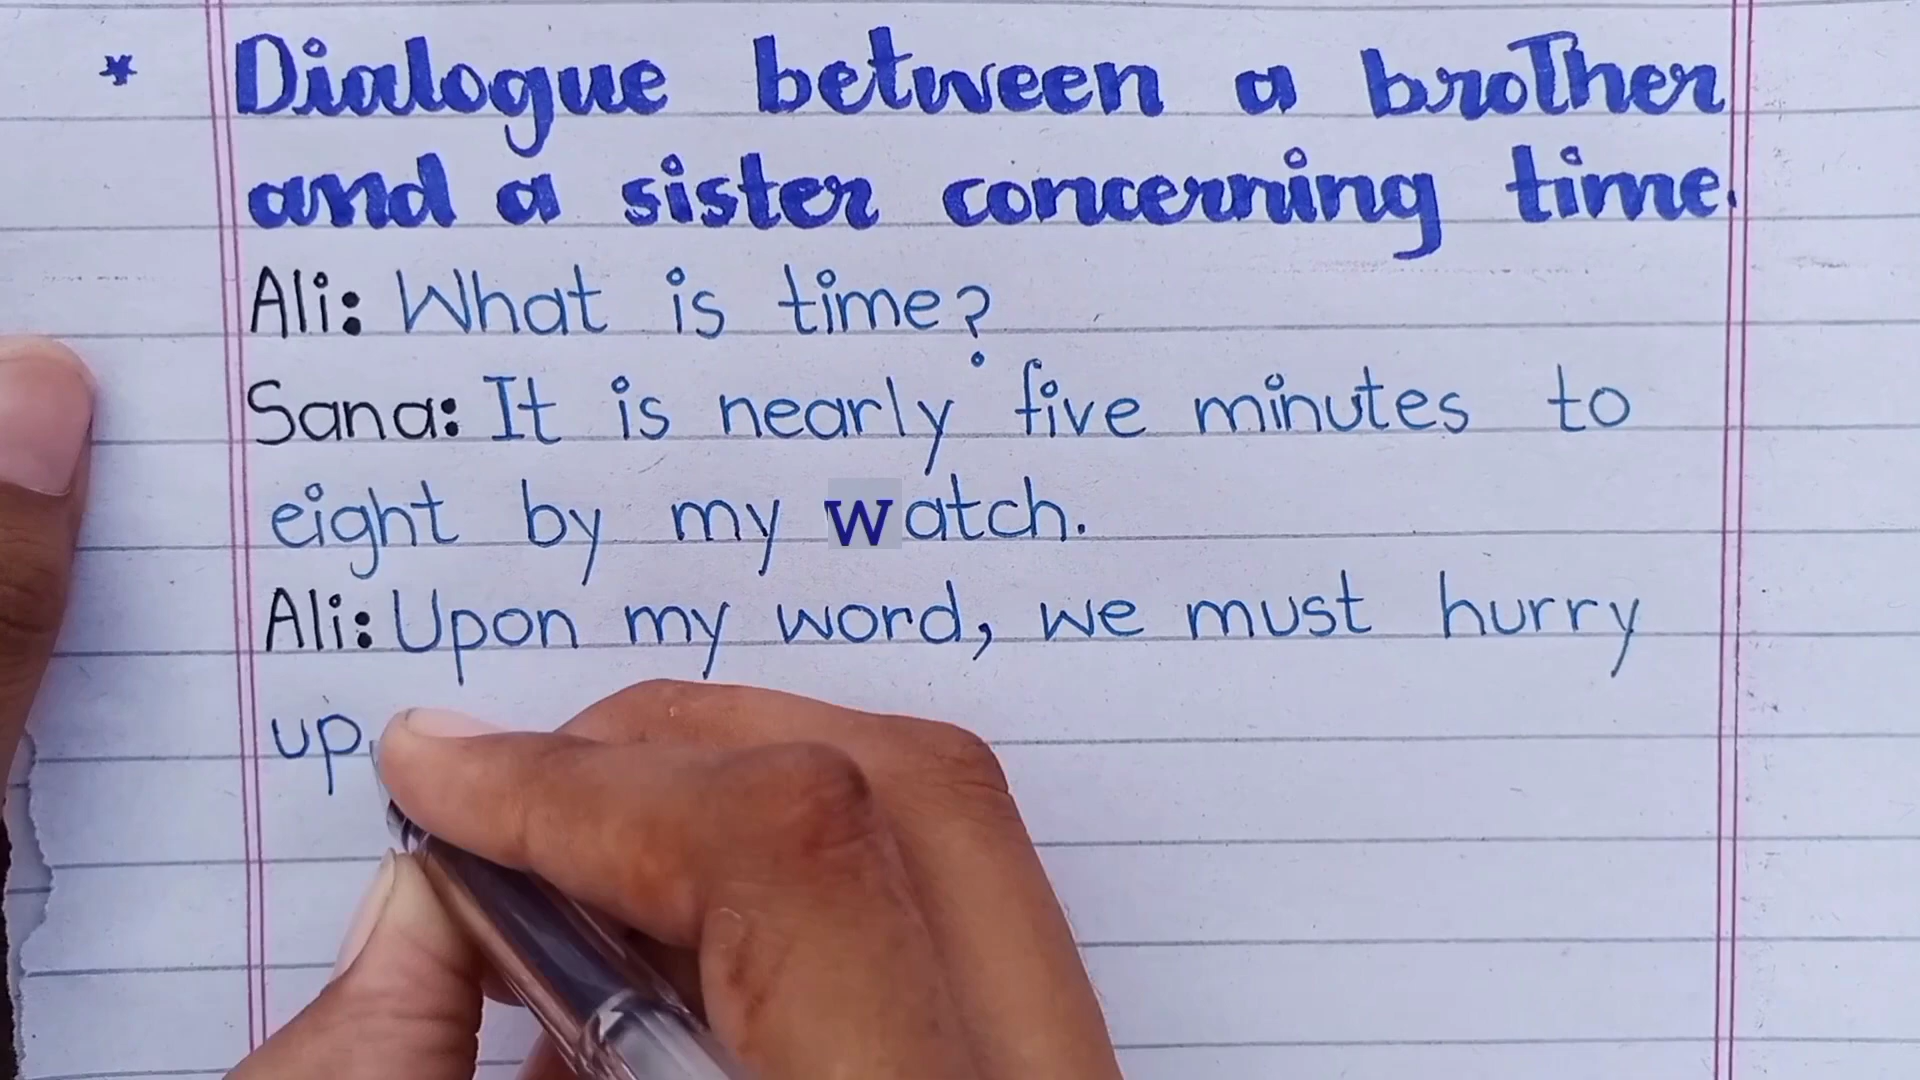 * Dialogue between a brother
and a sister concerning time.
Ali: What is time?
Sana: It is nearly five minutes to
eight by my watch.
Ali: Upon my word, we must hurry
up